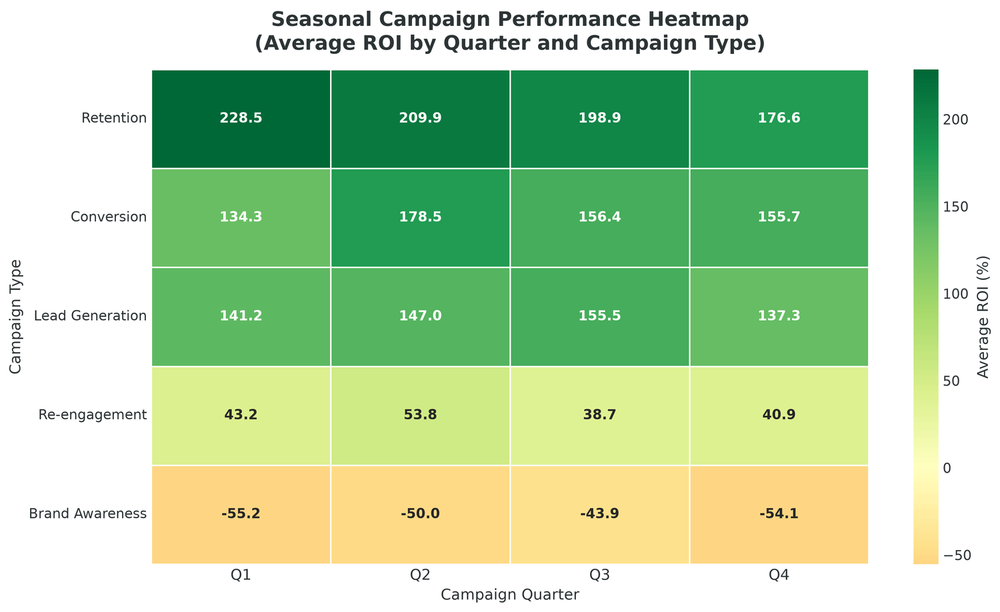 Seasonal Campaign Performance Heatmap
(Average ROI by Quarter and Campaign Type)
Campaign Type
Retention 228.5 209.9 198.9 176.6
Conversion 134.3 178.5 156.4 155.7
Lead Generation 141.2 147.0 155.5 137.3
Re-engagement 43.2 53.8 38.7 40.9
Brand Awareness -55.2 -50.0 -43.9 -54.1
Q1 Q2 Q3 Q4
Campaign Quarter
200
150
100
50
0
−50
Average ROI (%)